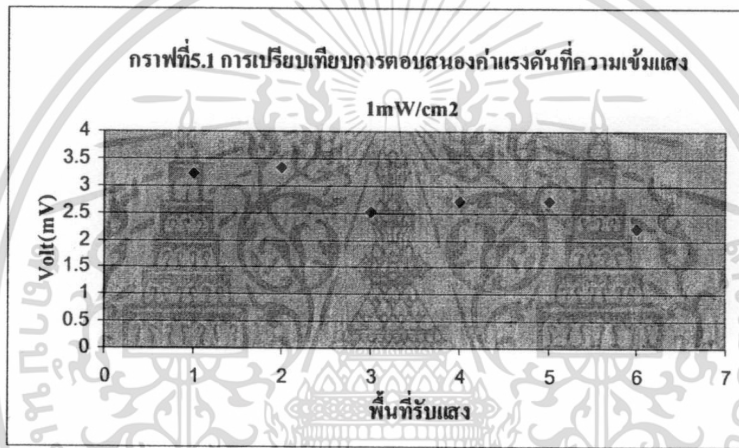 กราฟที่5.1 การเปรียบเทียบการตอบสนองค่าแรงดันที่ความเข้มแสง
1mW/cm2
Volt(mV)
4
3.5
3
2.5
2
1.5
1
0.5
0
0 1 2 3 4 5 6 7
พื้นที่รับแสง